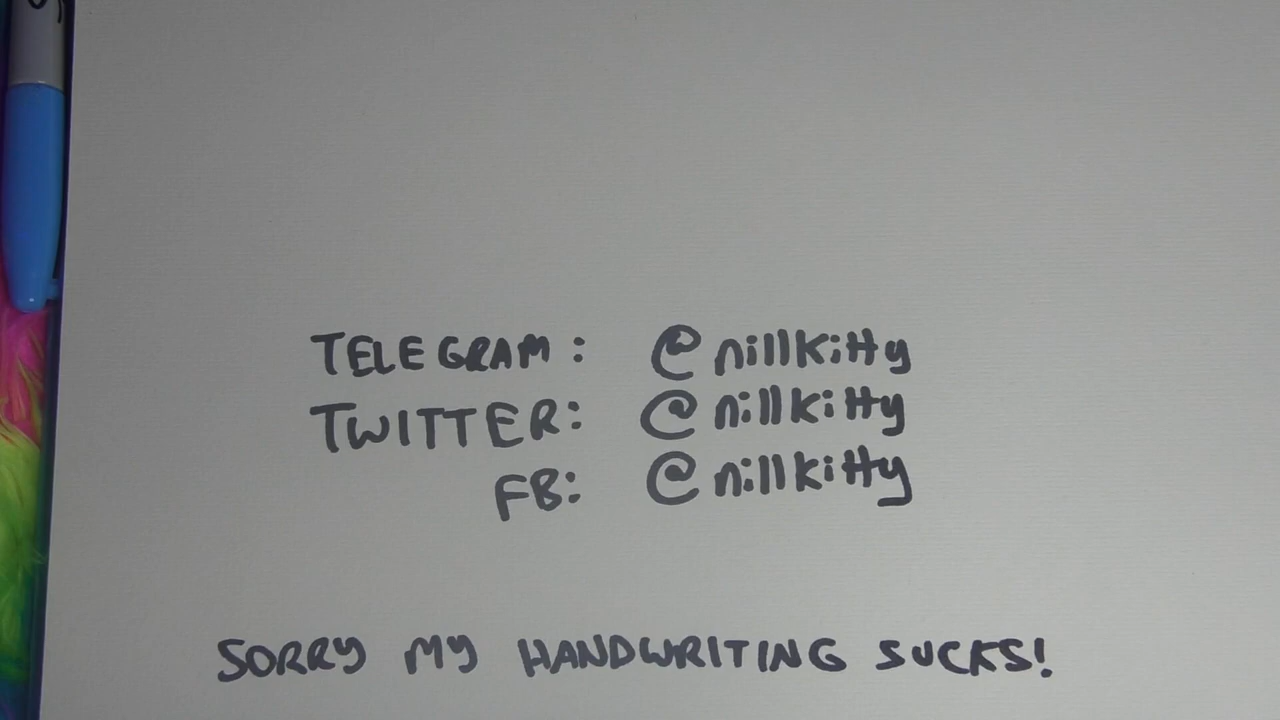 TELEGRAM: @nillkitty
TWITTER: @nillkitty
FB: @nillkitty
SORRY MY HANDWRITING SUCKS!